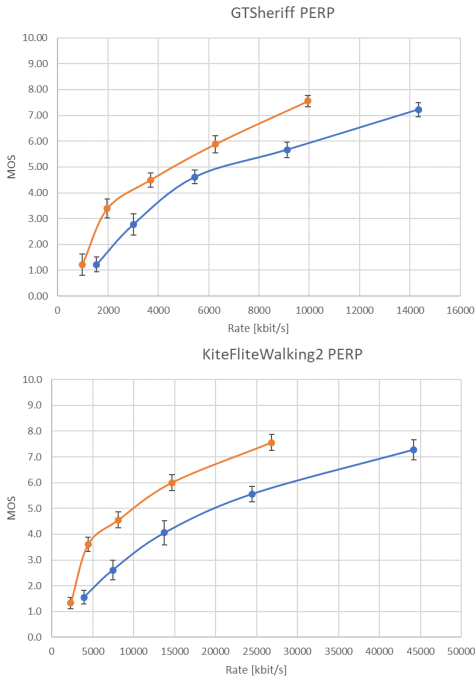 GTSheriff PERP
10.00
9.00
8.00
7.00
6.00
5.00
4.00
3.00
2.00
1.00
0.00
MOS
0 2000 4000 6000 8000 10000 12000 14000 16000
Rate [kbit/s]
KiteFliteWalking2 PERP
10.0
9.0
8.0
7.0
6.0
5.0
4.0
3.0
2.0
1.0
0.0
MOS
0 5000 10000 15000 20000 25000 30000 35000 40000 45000 50000
Rate [kbit/s]